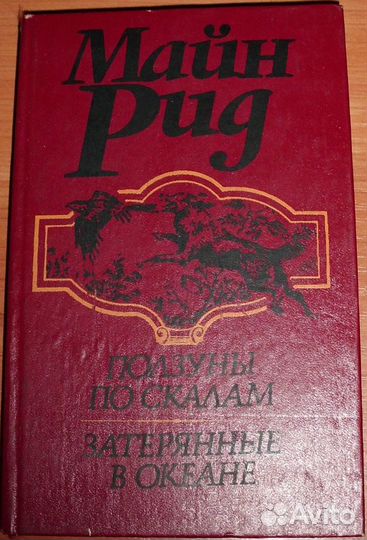 Майн
Рид
ПОЛЗУНЫ
ПО СКАЛАМ
ЗАТЕРЯННЫЕ
В ОКЕАНЕ
Avito